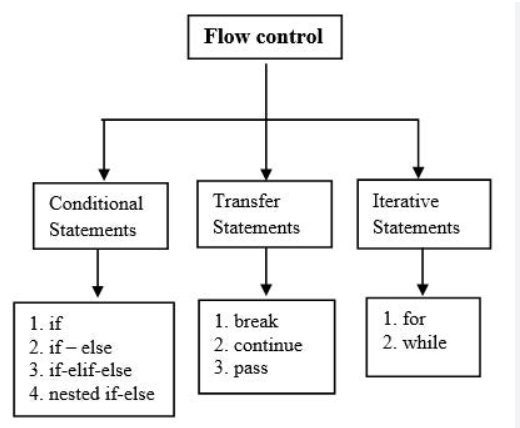 Flow control
Conditional
Statements
Transfer
Statements
Iterative
Statements
1. if
2. if – else
3. if-elif-else
4. nested if-else
1. break
2. continue
3. pass
1. for
2. while